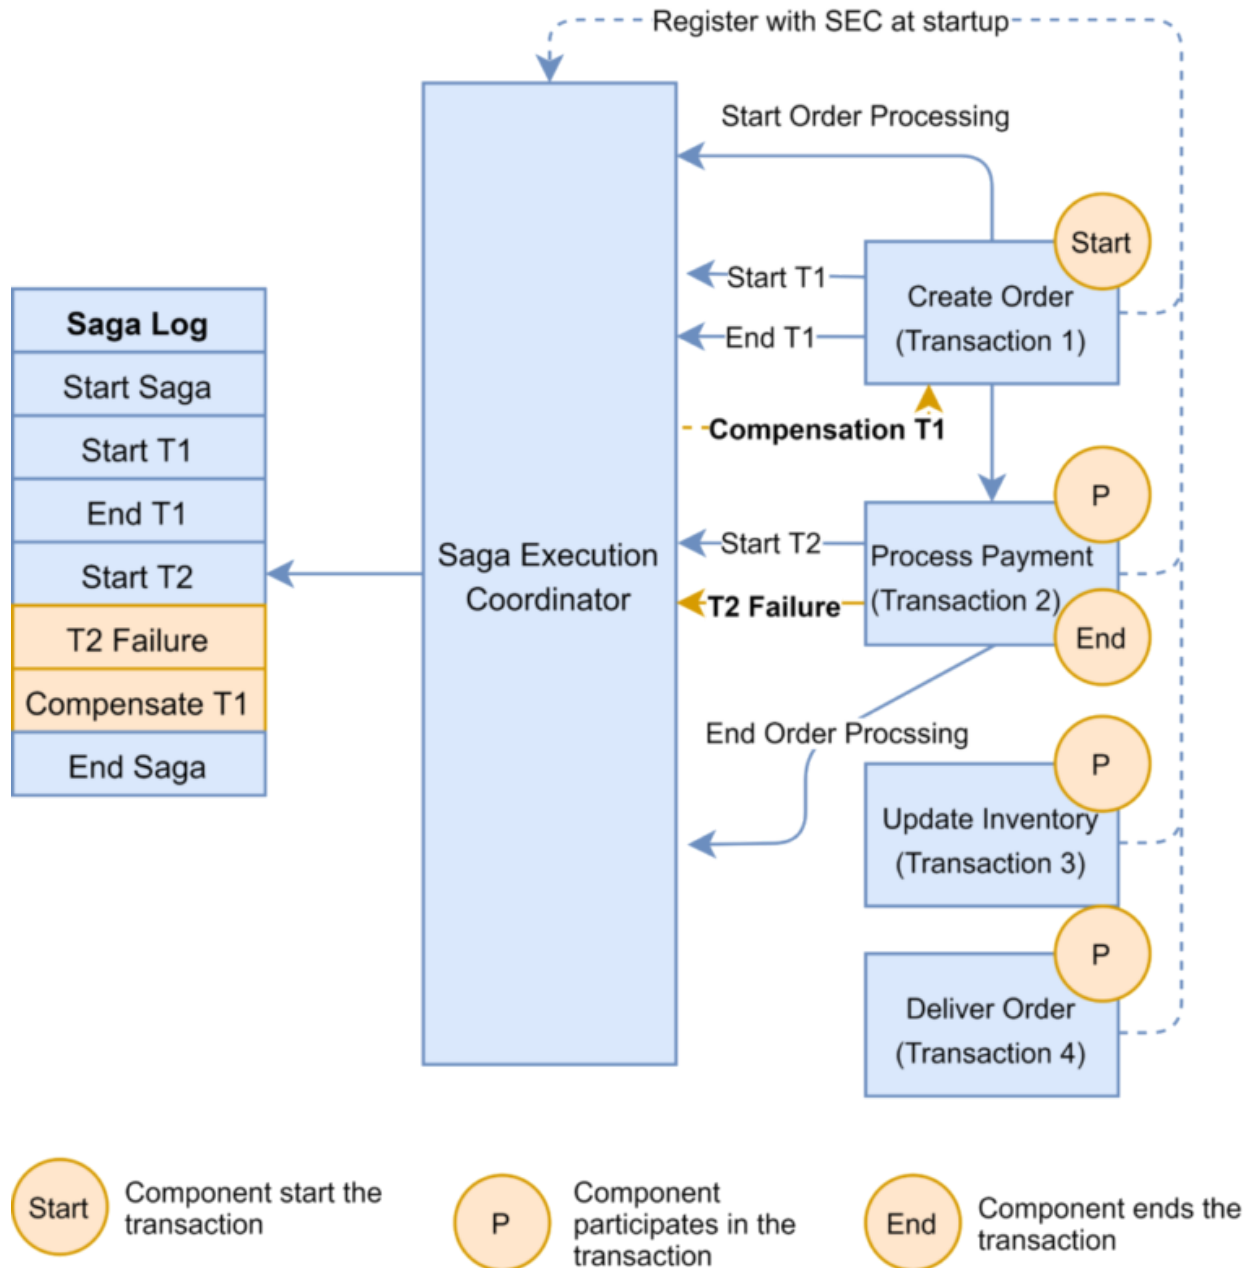 Register with SEC at startup
Start Order Processing
Start
Start T1
Create Order
(Transaction 1)
End T1
Compensation T1
Saga Log
Start Saga
Start T1
End T1
Start T2
T2 Failure
Compensate T1
End Saga
Saga Execution
Coordinator
P
Start T2
Process Payment
(Transaction 2)
T2 Failure
End
End Order Procssing
P
Update Inventory
(Transaction 3)
P
Deliver Order
(Transaction 4)
Start
Component start the
transaction
P
Component
participates in the
transaction
End
Component ends the
transaction